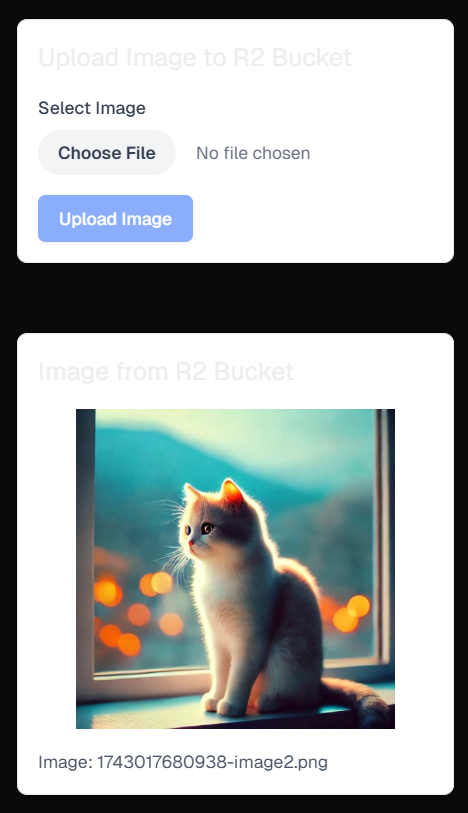 Upload Image to R2 Bucket
Select Image
Choose File No file chosen
Upload Image
Image from R2 Bucket
Image: 1743017680938-image2.png